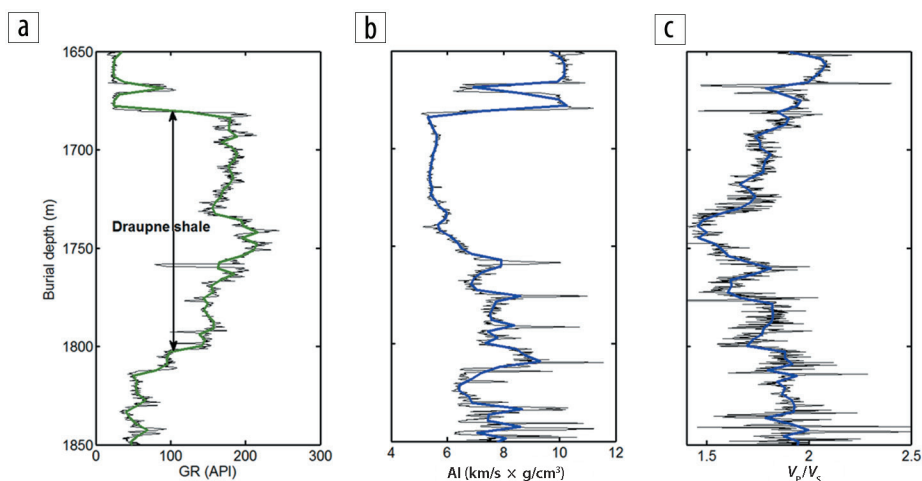 a
b
c
1650
1700
1750
1800
1850
Burial depth (m)
Draupne shale
0
100
200
300
GR (API)
4
6
8
10
12
AI (km/s × g/cm³)
1.5
2
2.5
VP/VS